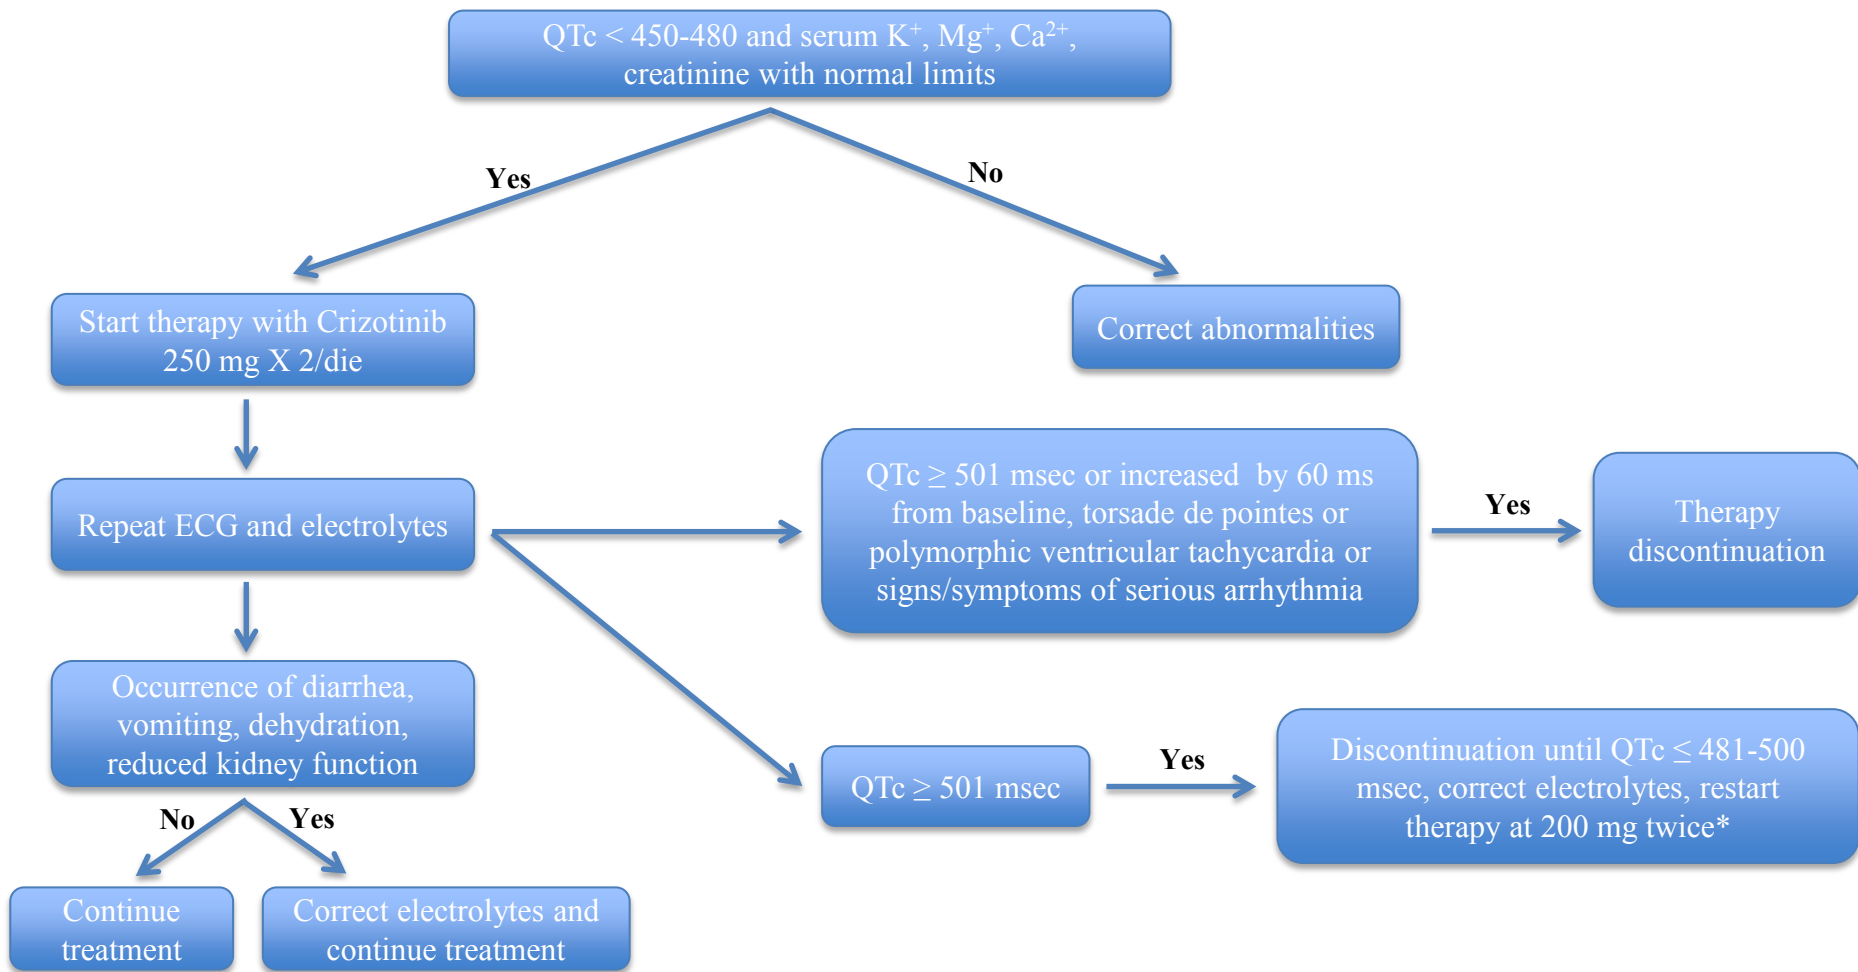 QTc < 450-480 and serum K⁺, Mg⁺, Ca²⁺,
creatinine with normal limits
Yes
No
Start therapy with Crizotinib
250 mg X 2/die
Correct abnormalities
Repeat ECG and electrolytes
QTc ≥ 501 msec or increased by 60 ms
from baseline, torsade de pointes or
polymorphic ventricular tachycardia or
signs/symptoms of serious arrhythmia
Yes
Therapy
discontinuation
Occurrence of diarrhea,
vomiting, dehydration,
reduced kidney function
QTc ≥ 501 msec
Yes
Discontinuation until QTc ≤ 481-500
msec, correct electrolytes, restart
therapy at 200 mg twice*
No
Yes
Continue
treatment
Correct electrolytes and
continue treatment